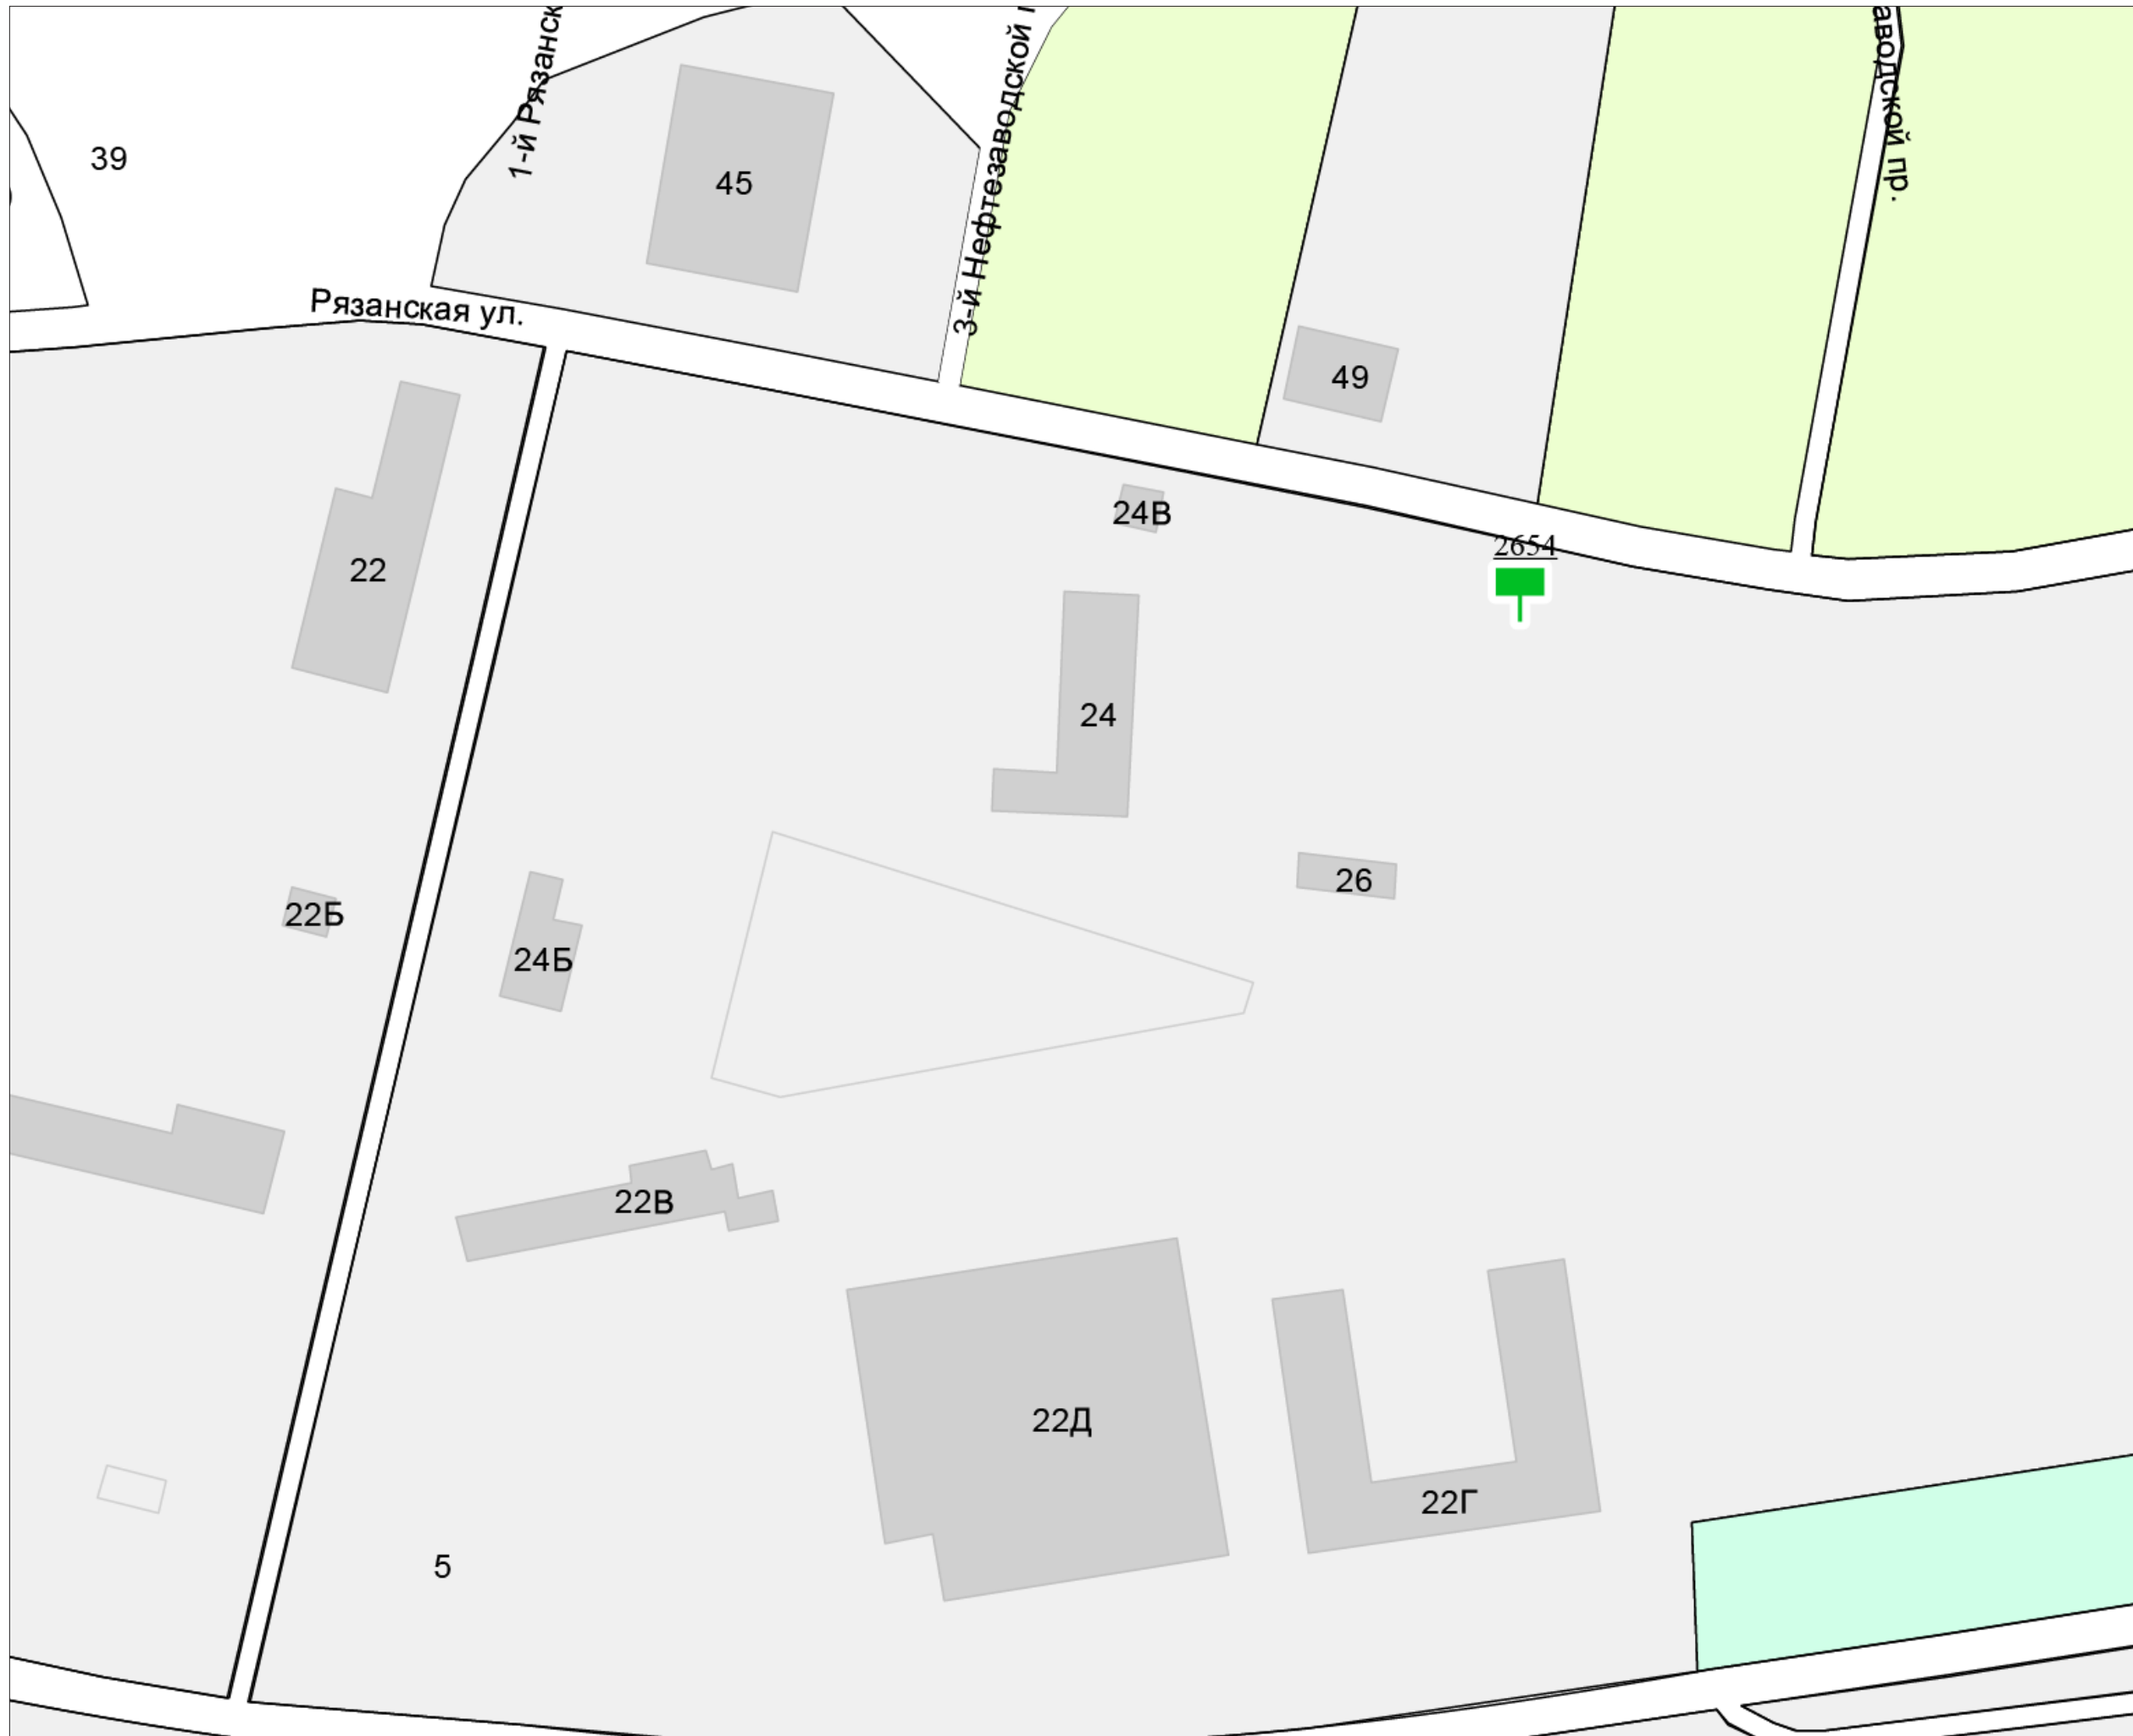 1-й Рязанск
3-й Нефтезаводской
аводской пр.
39
45
Рязанская ул.
49
24В
2654
22
24
26
22Б
24Б
22В
22Д
22Г
5